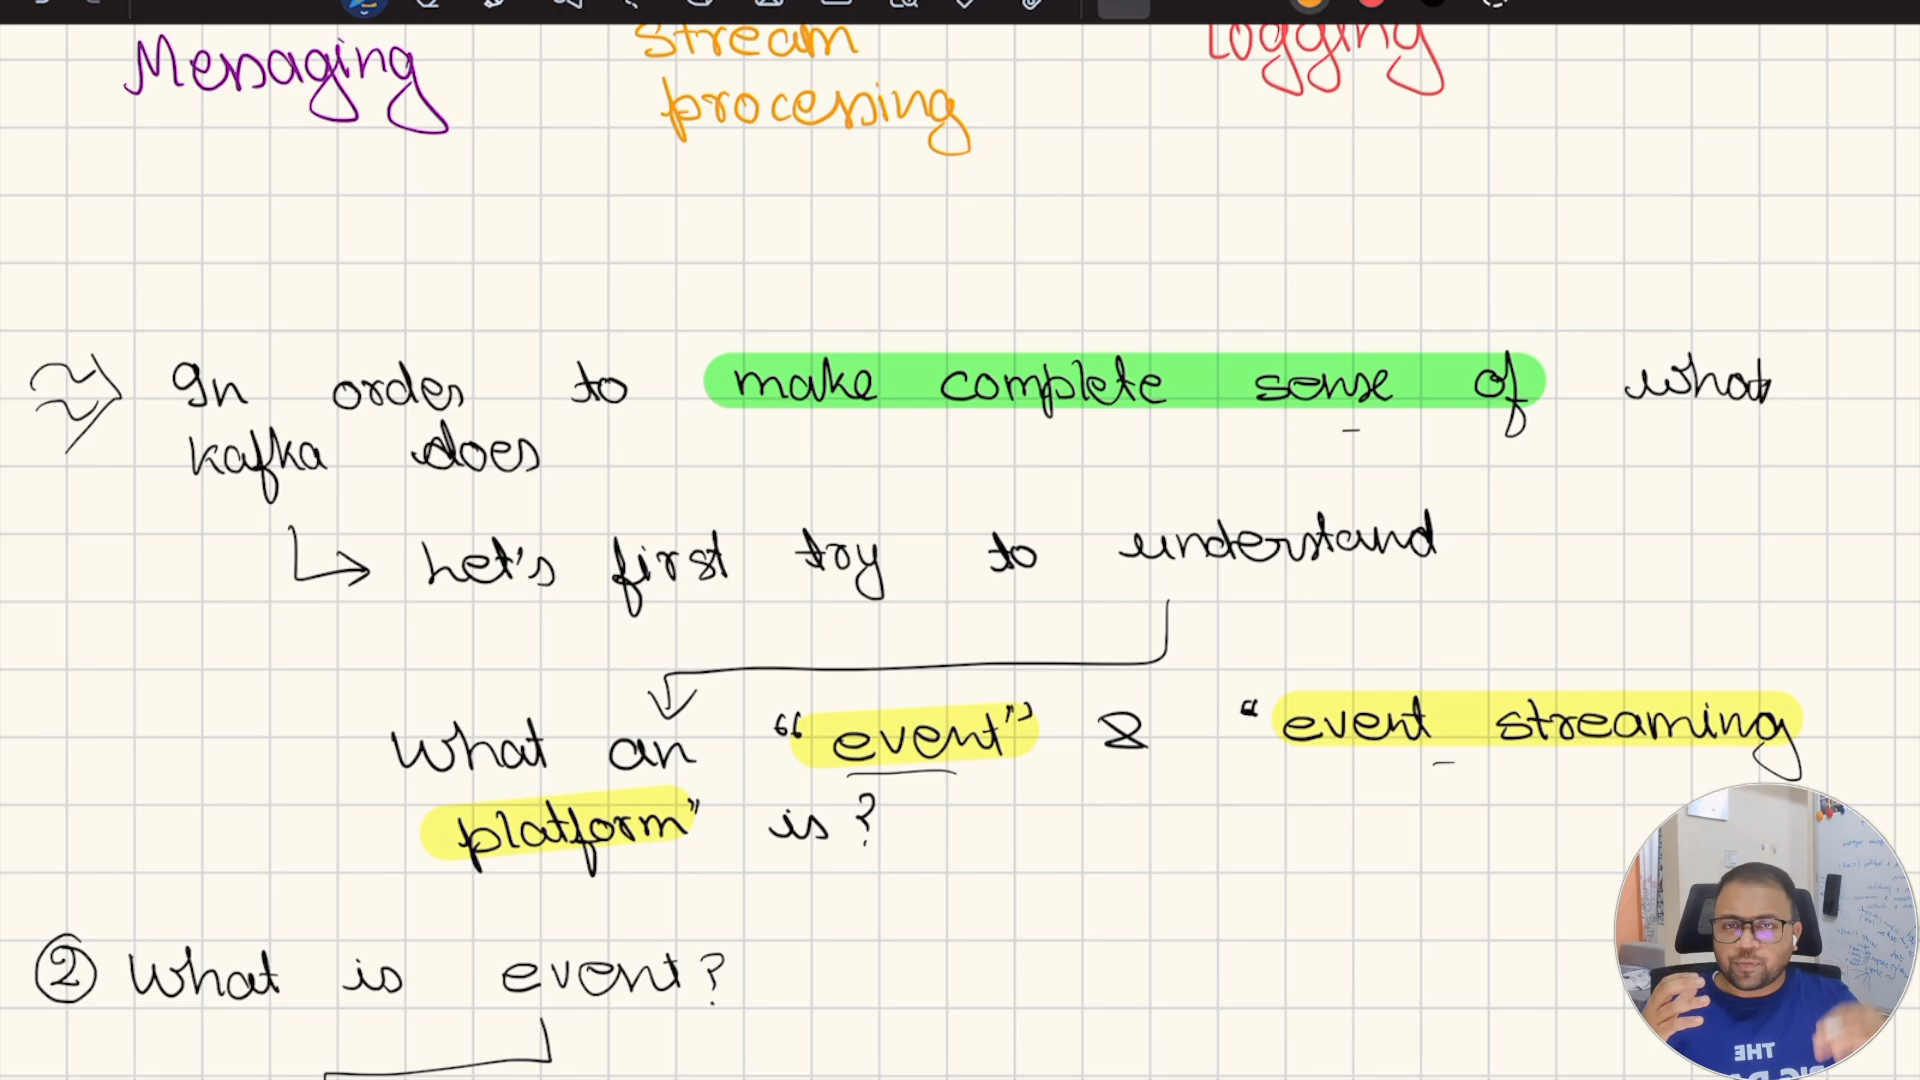 Messaging
Stream
processing
Logging
In order to make complete sense of what
kafka does
Let's first try to understand
What an "event" & "event streaming
platform" is?
② What is event?
THE